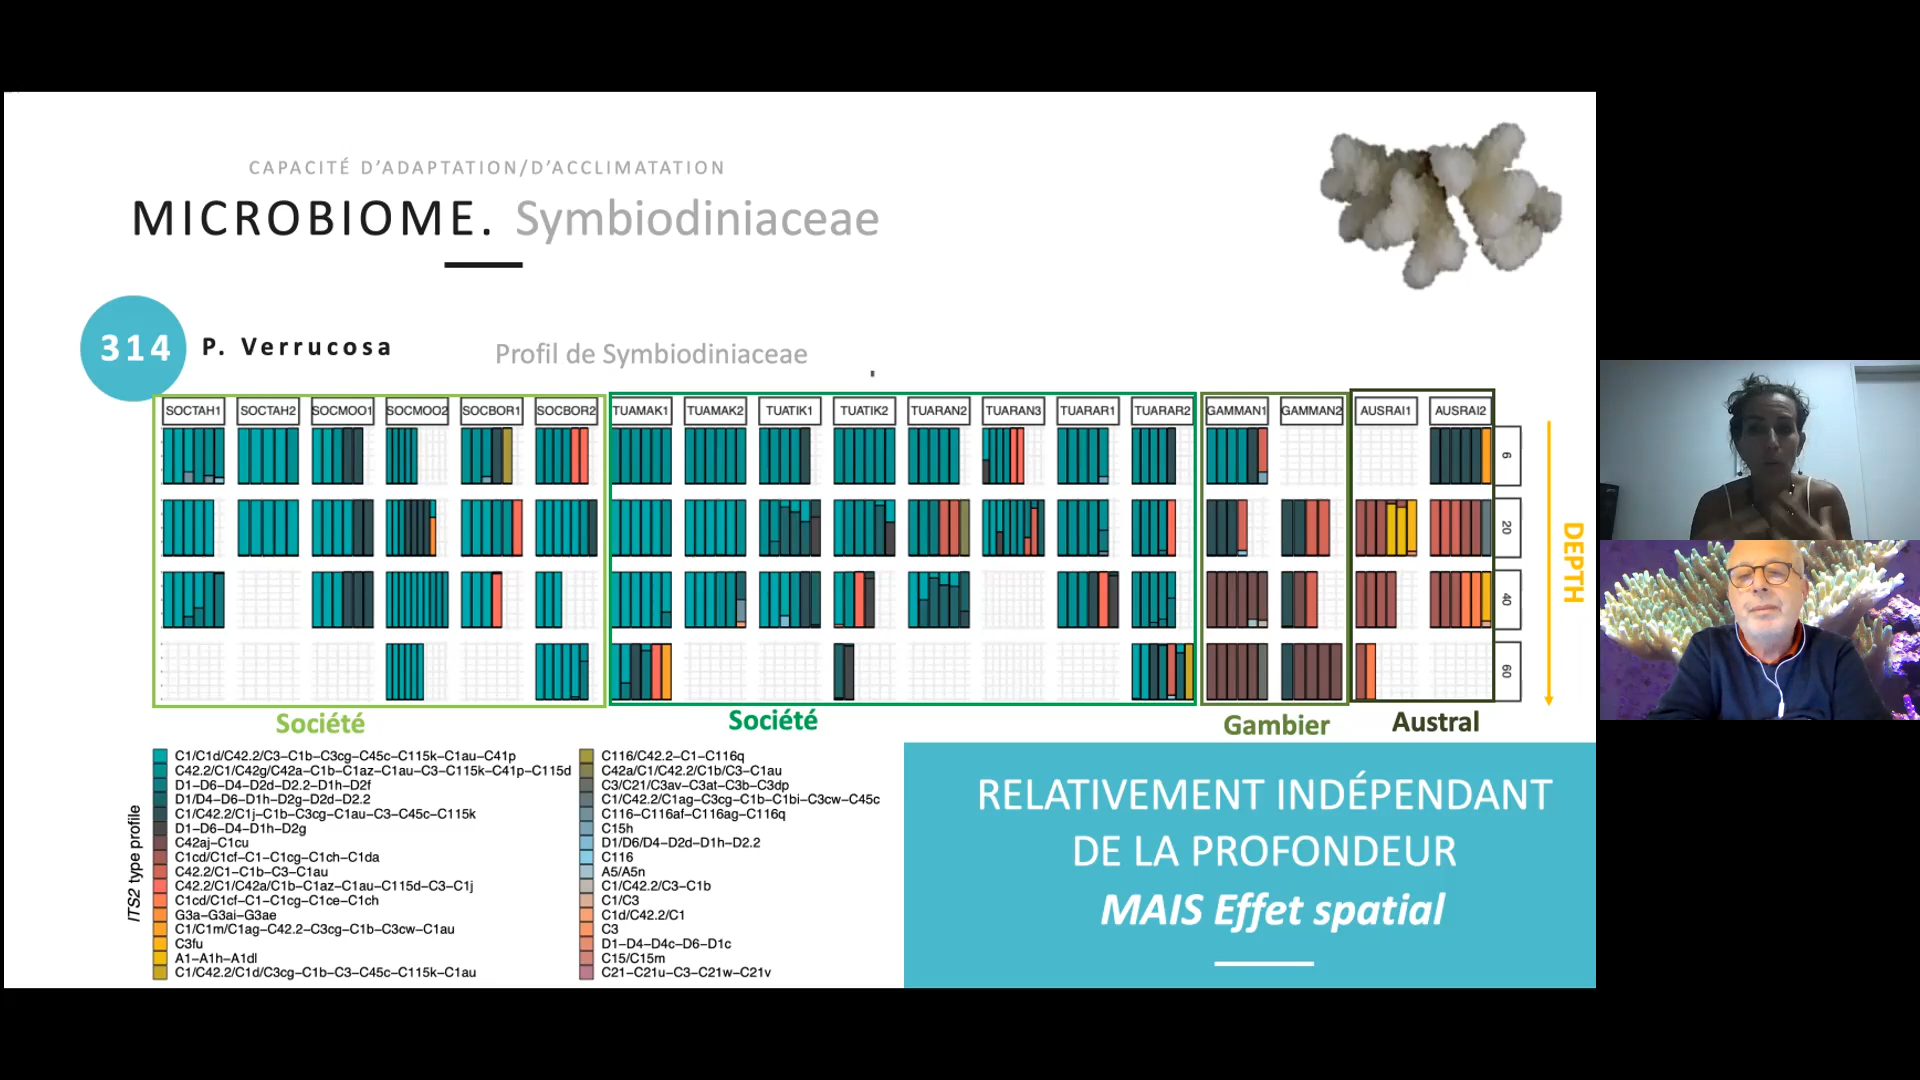 CAPACITÉ D'ADAPTATION/D'ACCLIMATATION
MICROBIOME. Symbiodiniaceae
314 P. Verrucosa
Profil de Symbiodiniaceae
SOCTAH1 SOCTAH2 SOCMOO1 SOCMOO2 SOCBOR1 SOCBOR2 TUAMAK1 TUAMAK2 TUATIK1 TUATIK2 TUARAN2 TUARAN3 TUARAR1 TUARAR2 GAMMAN1 GAMMAN2 AUSRAI1 AUSRAI2
6
20
40
60
DEPTH
Société Société Gambier Austral
ITS2 type profile
C1/C1d/C42.2/C3−C1b−C3cg−C45c−C115k−C1au−C41p
C42.2/C1/C42g/C42a−C1b−C1az−C1au−C3−C115k−C41p−C115d
D1−D6−D4−D2d−D2.2−D1h−D2f
D1/D4−D6−D1h−D2g−D2d−D2.2
C1/C42.2/C1j−C1b−C3cg−C1au−C3−C45c−C115k
D1−D6−D4−D1h−D2g
C42aj−C1cu
C1cd/C1cf−C1−C1cg−C1ch−C1da
C42.2/C1−C1b−C3−C1au
C42.2/C1/C42a/C1b−C1az−C1au−C115d−C3−C1j
C1cd/C1cf−C1−C1cg−C1ce−C1ch
G3a−G3ai−G3ae
C1/C1m/C1ag−C42.2−C3cg−C1b−C3cw−C1au
C3fu
A1−A1h−A1dl
C1/C42.2/C1d/C3cg−C1b−C3−C45c−C115k−C1au
C116/C42.2−C1−C116q
C42a/C1/C42.2/C1b/C3−C1au
C3/C21/C3av−C3at−C3b−C3dp
C1/C42.2/C1ag−C3cg−C1b−C1bi−C3cw−C45c
C116−C116af−C116ag−C116q
C15h
D1/D6/D4−D2d−D1h−D2.2
C116
A5/A5n
C1/C42.2/C3−C1b
C1/C3
C1d/C42.2/C1
C3
D1−D4−D4c−D6−D1c
C15/C15m
C21−C21u−C3−C21w−C21v
RELATIVEMENT INDÉPENDANT
DE LA PROFONDEUR
MAIS Effet spatial